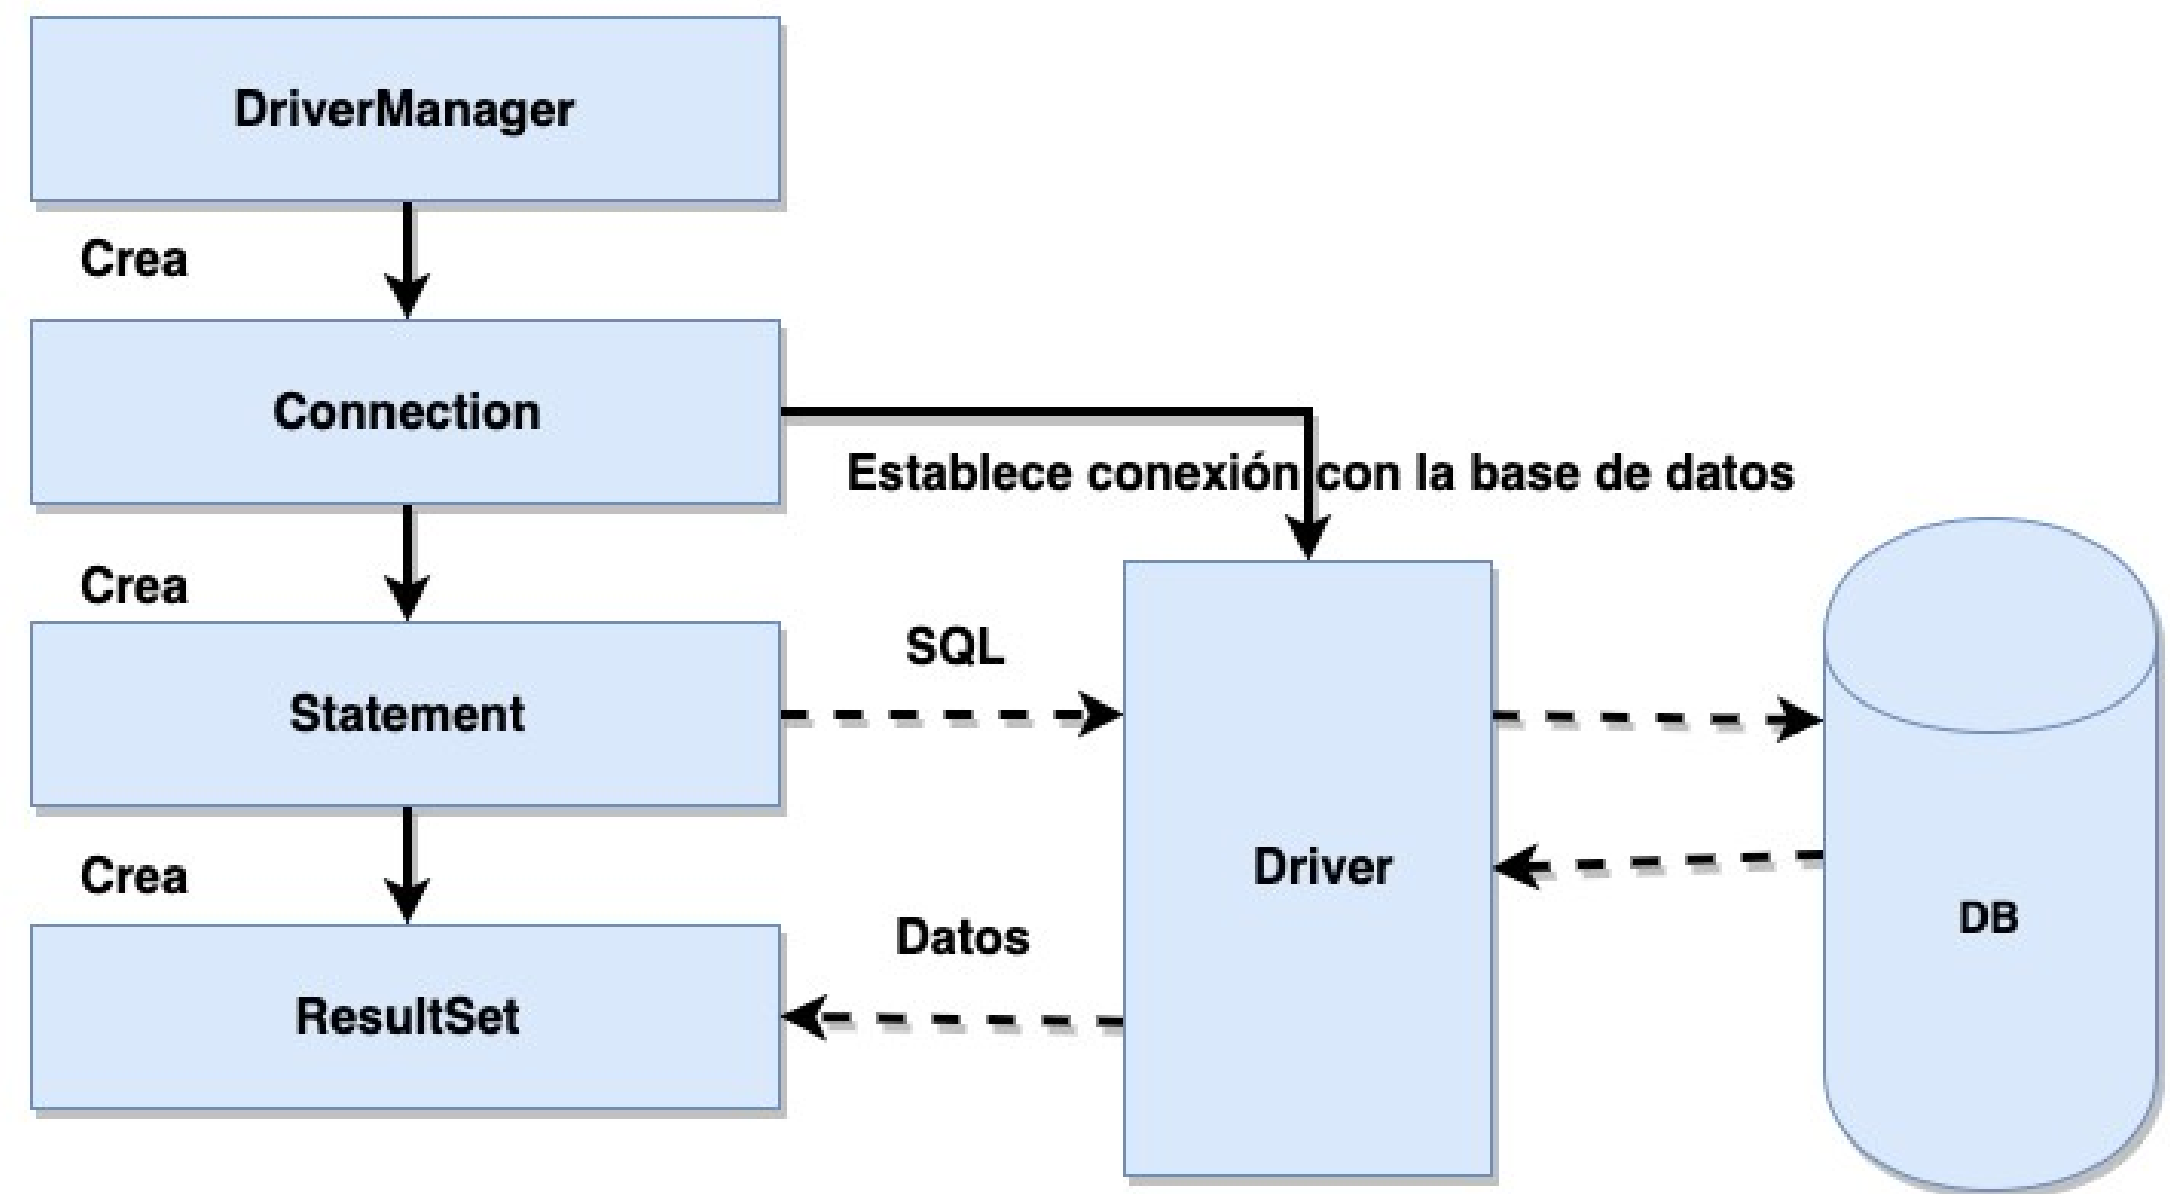 DriverManager
Crea
Connection
Establece conexión con la base de datos
Crea
Statement
SQL
Driver
DB
Crea
Datos
ResultSet